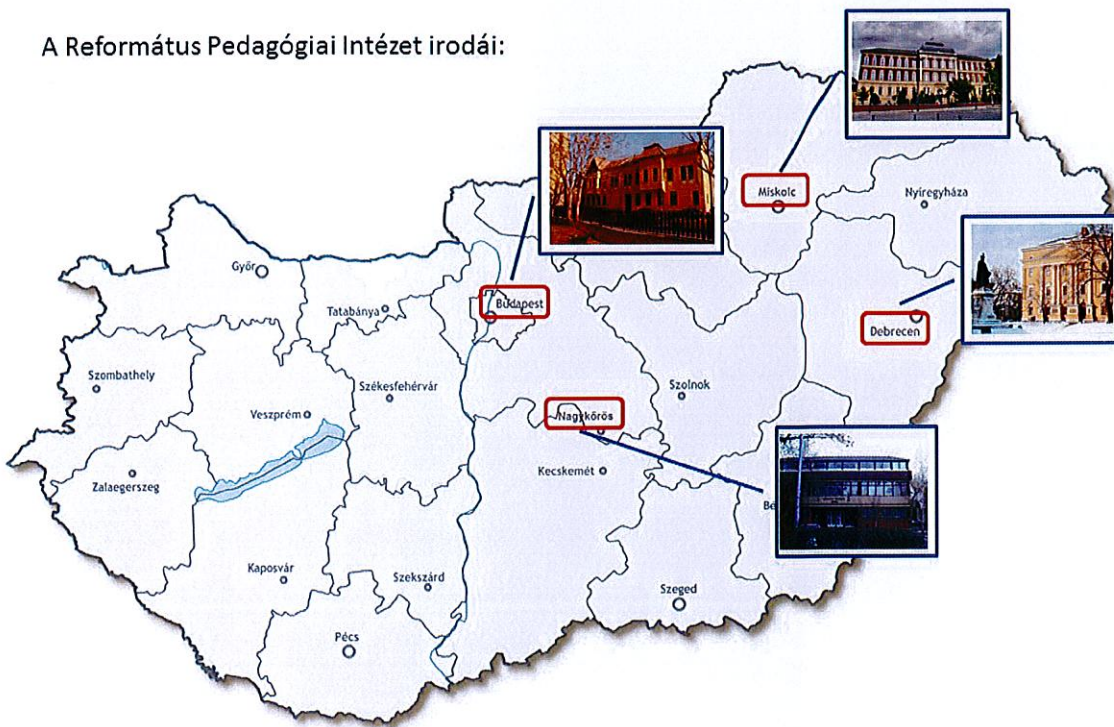 A Református Pedagógiai Intézet irodái:
Miskolc
Nyíregyháza
Győr
Budapest
Tatabánya
Debrecen
Szombathely
Székesfehérvár
Szolnok
Veszprém
Nagykőrös
Kecskemét
Zalaegerszeg
Kaposvár
Szekszárd
Szeged
Pécs